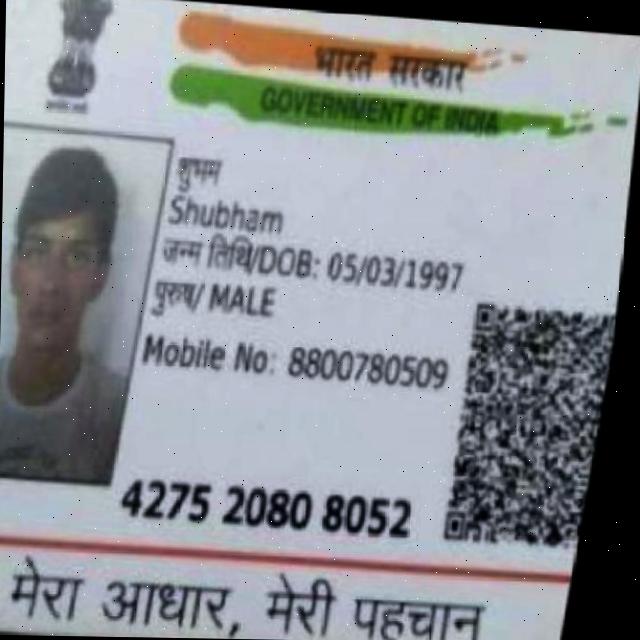 भारत सरकार
GOVERNMENT OF INDIA
शुभम
Shubham
जन्म तिथि/DOB: 05/03/1997
पुरुष/ MALE
Mobile No: 8800780509
4275 2080 8052
मेरा आधार, मेरी पहचान